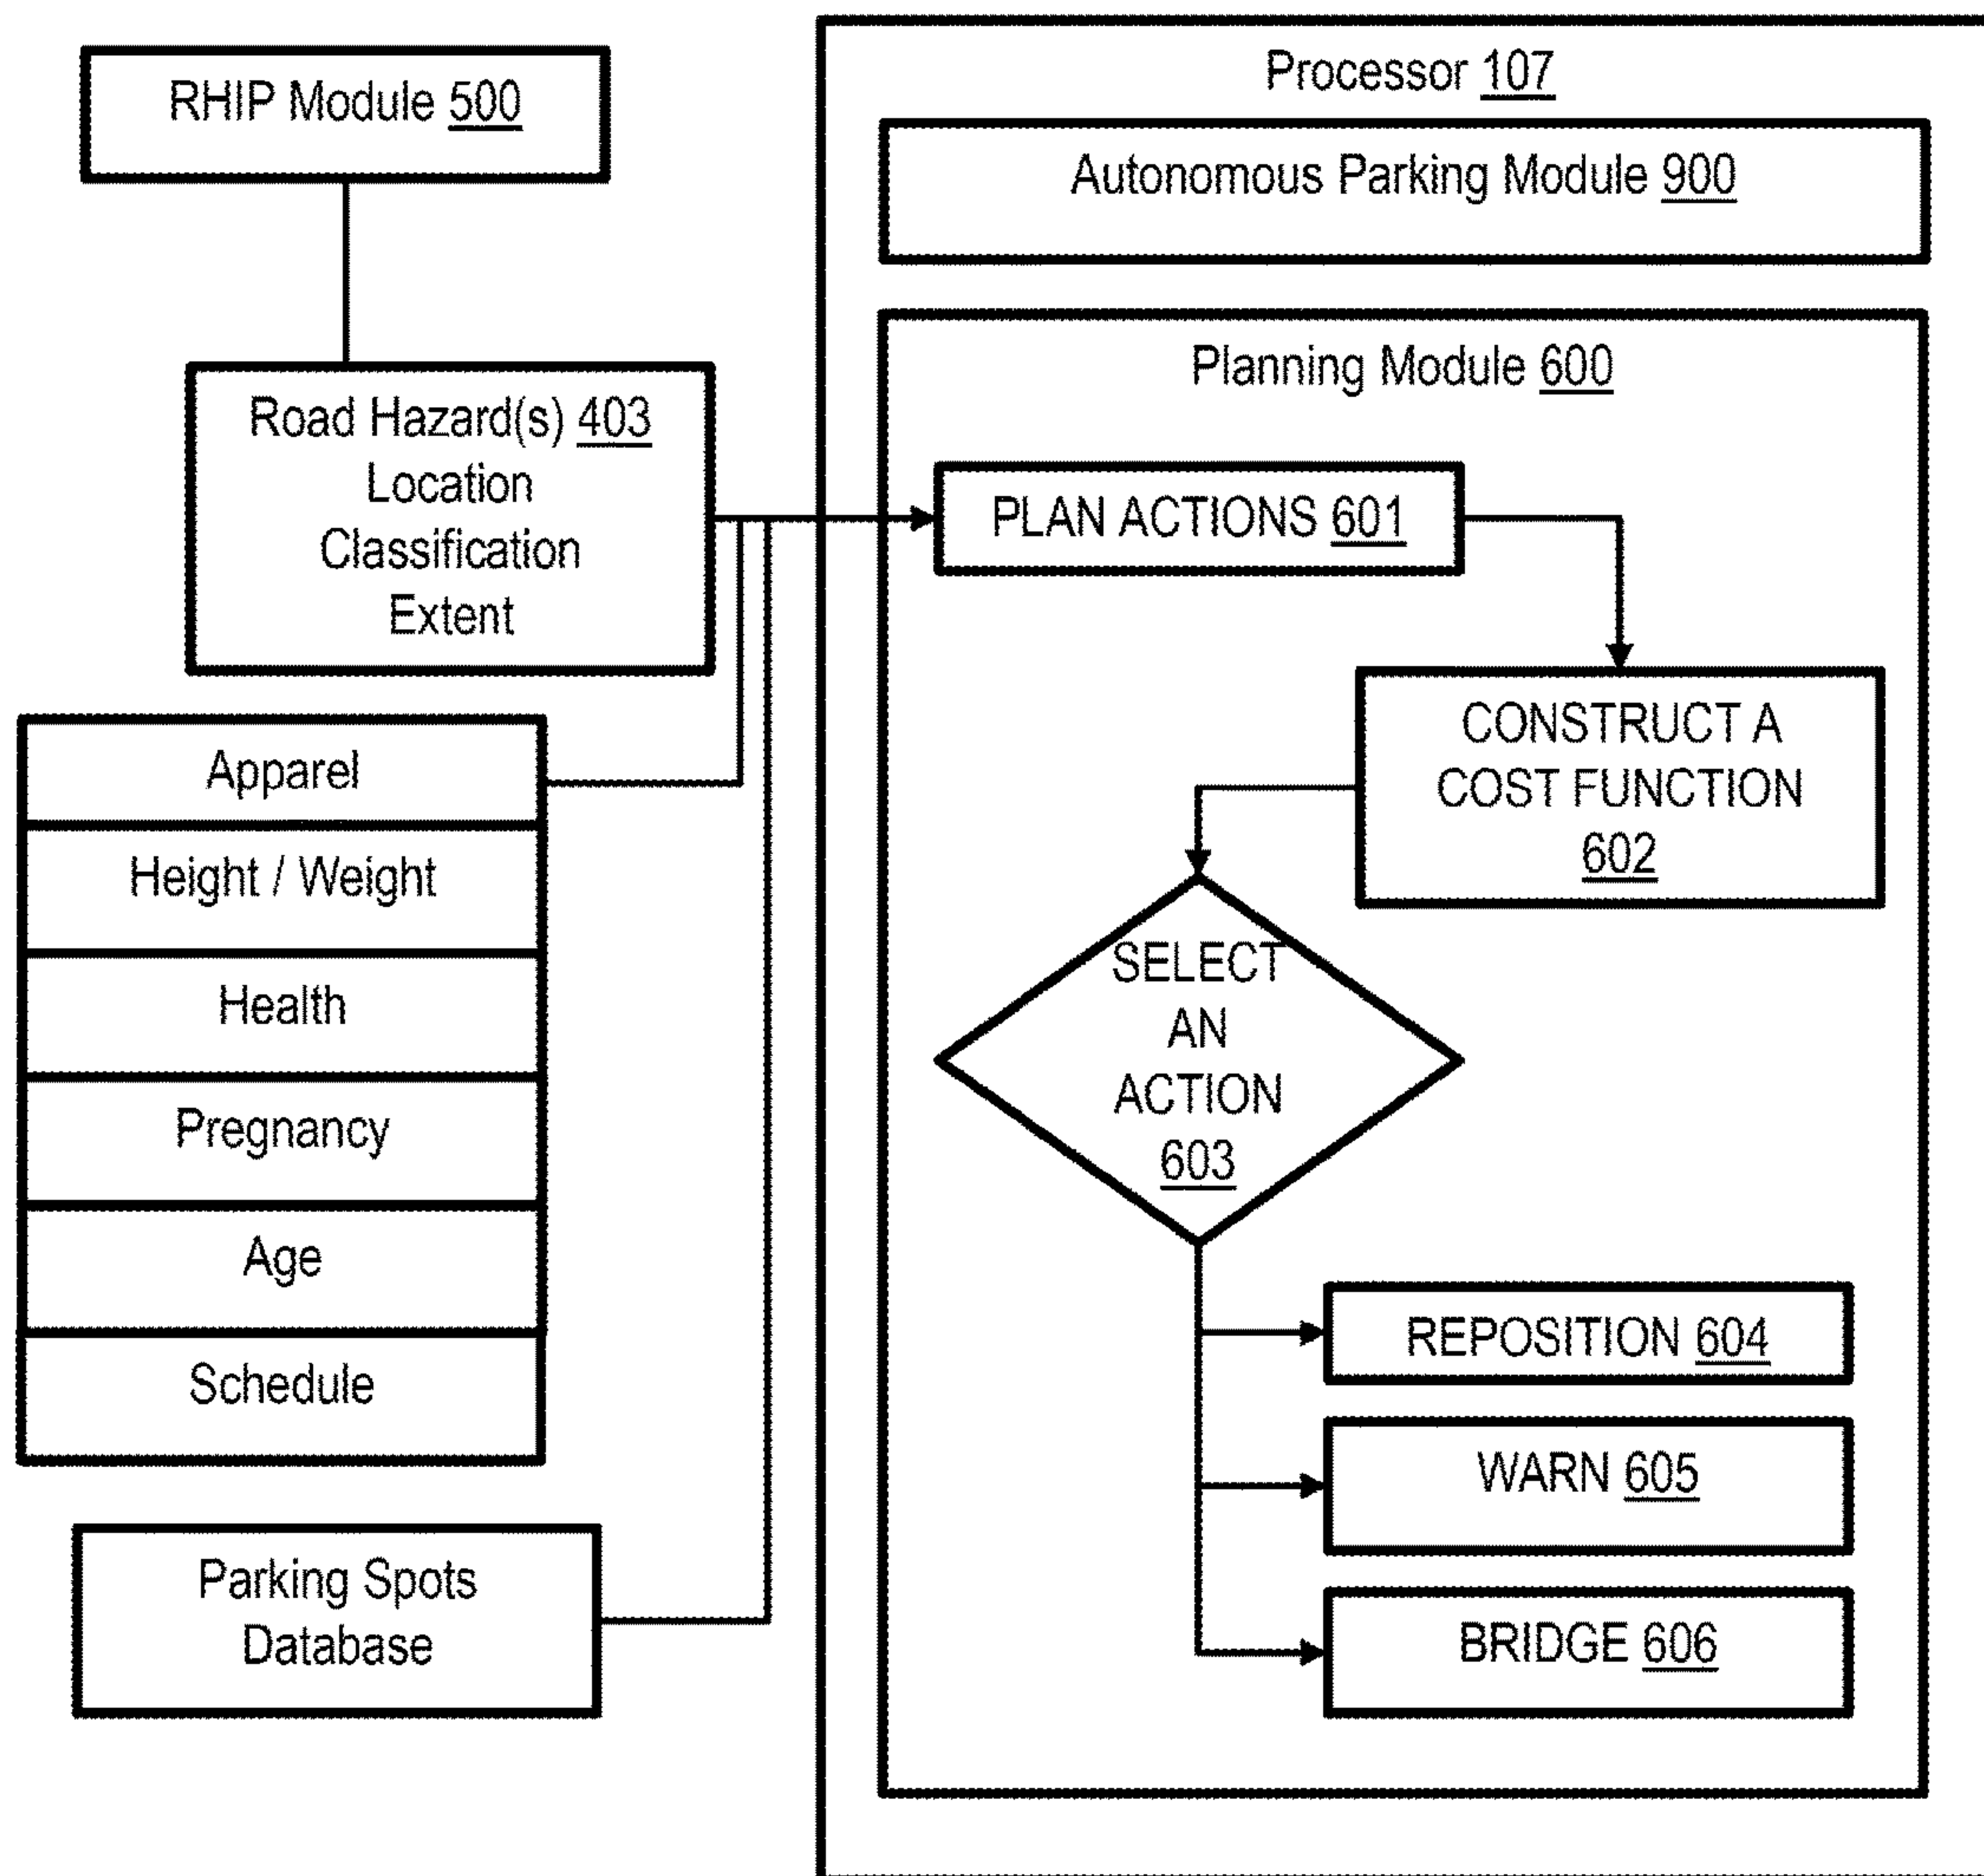 RHIP Module 500
Road Hazard(s) 403
Location
Classification
Extent
Apparel
Height / Weight
Health
Pregnancy
Age
Schedule
Parking Spots
Database
Processor 107
Autonomous Parking Module 900
Planning Module 600
PLAN ACTIONS 601
CONSTRUCT A
COST FUNCTION
602
SELECT
AN
ACTION
603
REPOSITION 604
WARN 605
BRIDGE 606